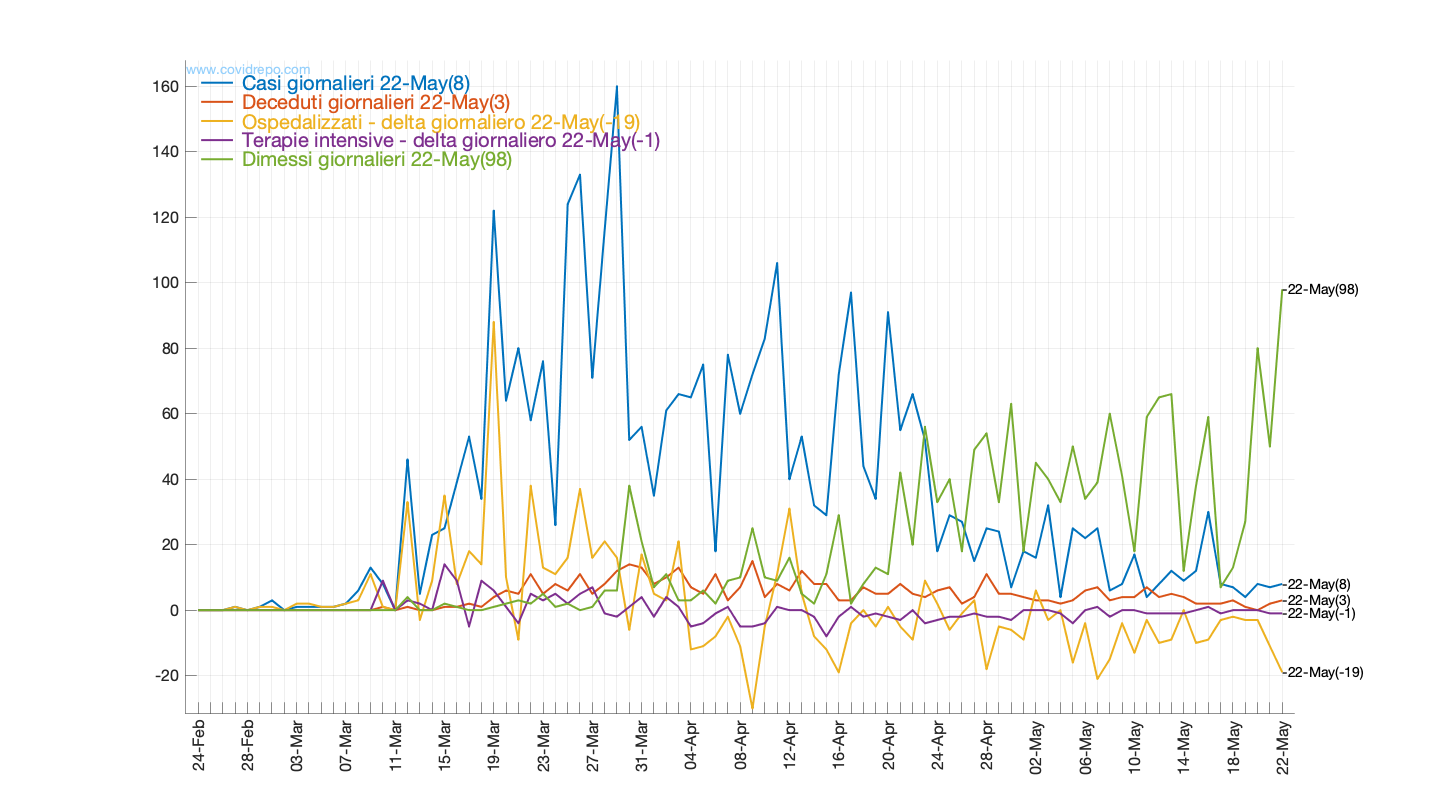 www.covidrepo.com
Casi giornalieri 22-May(8)
Deceduti giornalieri 22-May(3)
Ospedalizzati - delta giornaliero 22-May(-19)
Terapie intensive - delta giornaliero 22-May(-1)
Dimessi giornalieri 22-May(98)
160
140
120
100
80
60
40
20
0
-20
22-May(98)
22-May(8)
22-May(3)
22-May(-1)
22-May(-19)
24-Feb
28-Feb
03-Mar
07-Mar
11-Mar
15-Mar
19-Mar
23-Mar
27-Mar
31-Mar
04-Apr
08-Apr
12-Apr
16-Apr
20-Apr
24-Apr
28-Apr
02-May
06-May
10-May
14-May
18-May
22-May